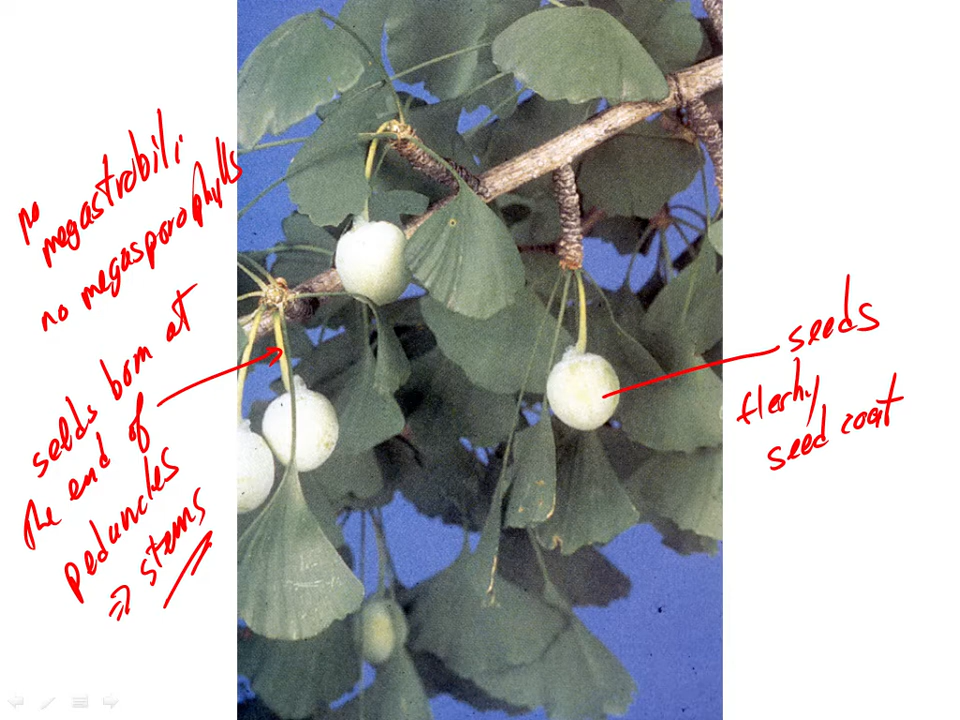 no
megastrobili
no megasporophylls
seeds born at
the end of
peduncles
⇒ stems
seeds
fleshy
seed coat